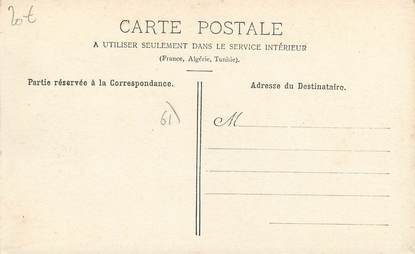 20t
CARTE POSTALE
A UTILISER SEULEMENT DANS LE SERVICE INTÉRIEUR
(France, Algérie, Tunisie).
Partie réservée à la Correspondance.
Adresse du Destinataire.
61)
M